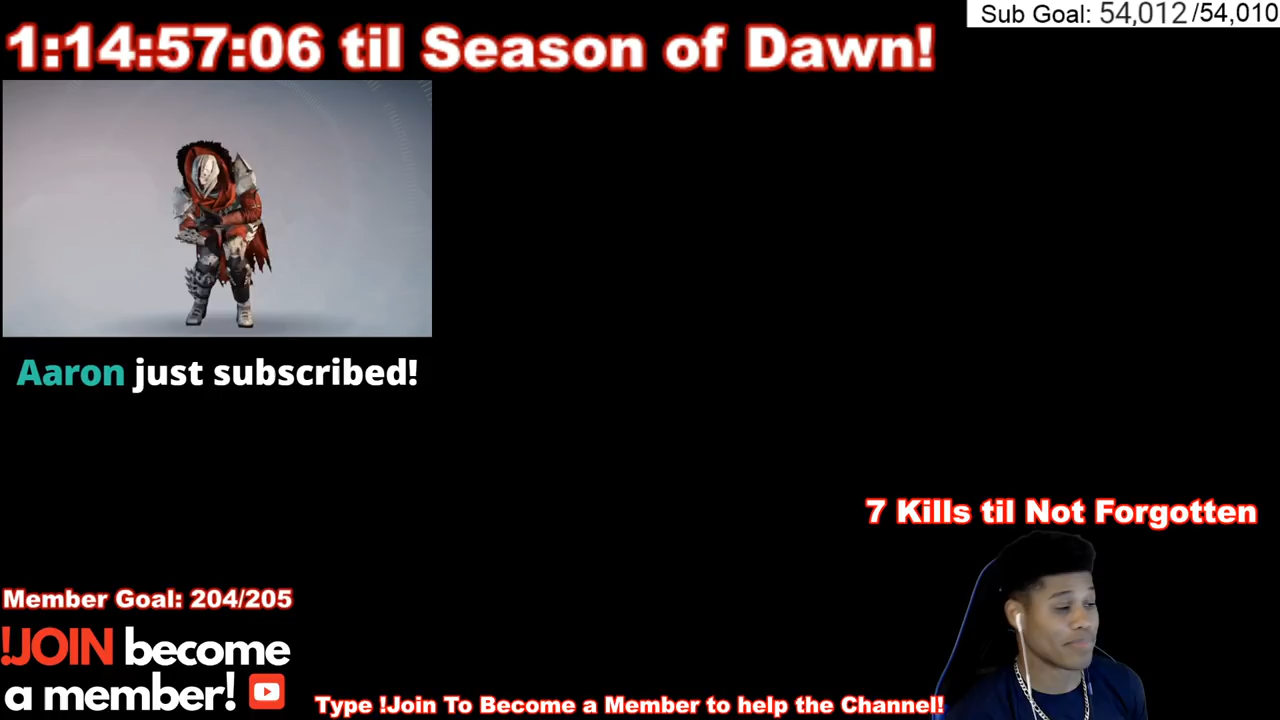 Sub Goal: 54,012/54,010
1:14:57:06 til Season of Dawn!
Aaron just subscribed!
7 Kills til Not Forgotten
Member Goal: 204/205
!JOIN become
a member!
Type !Join To Become a Member to help the Channel!